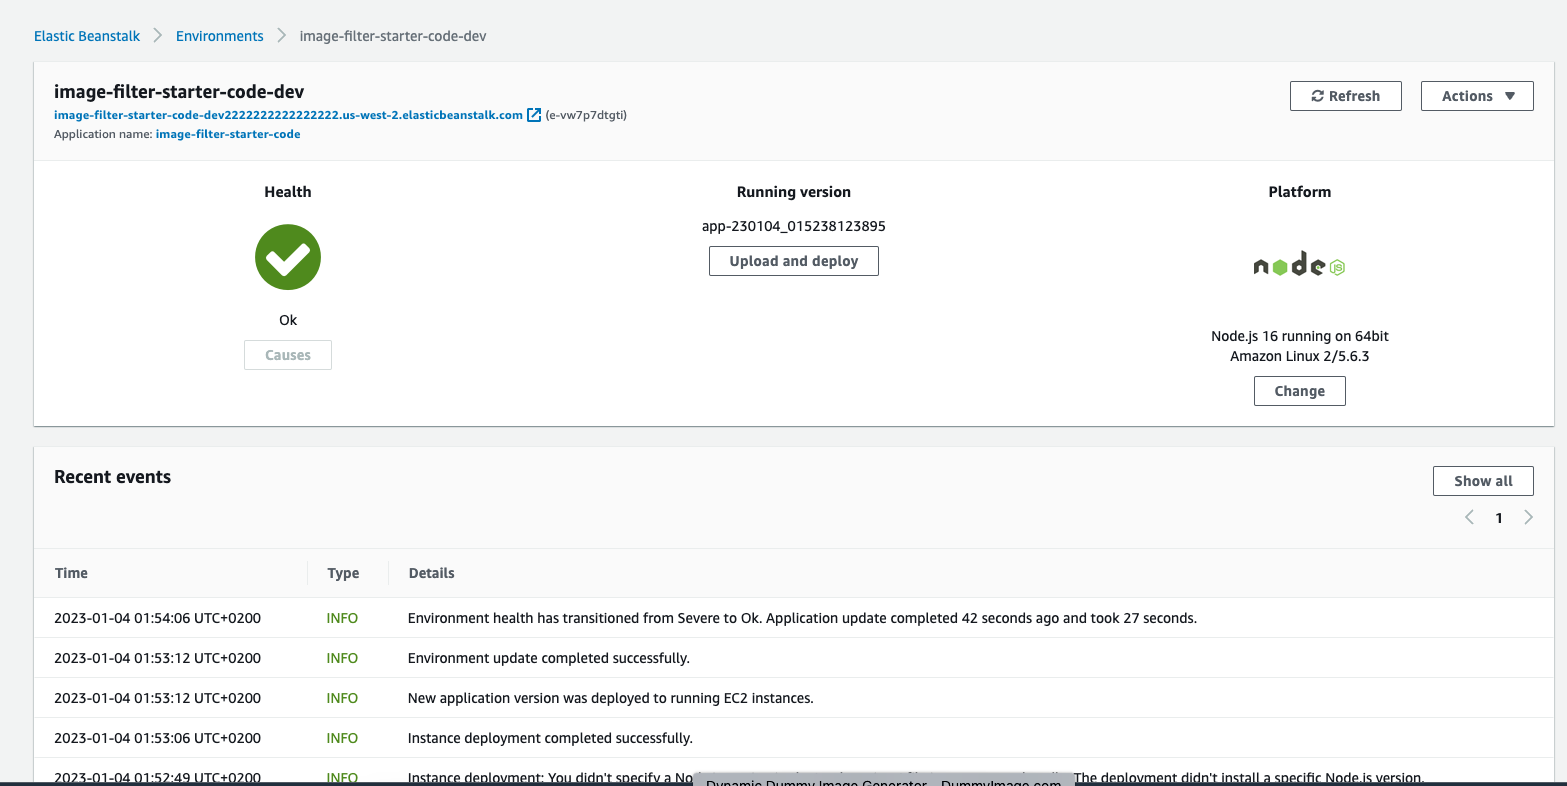 Elastic Beanstalk > Environments > image-filter-starter-code-dev
image-filter-starter-code-dev
Refresh
Actions ▼
image-filter-starter-code-dev2222222222222222.us-west-2.elasticbeanstalk.com (e-vw7p7dtgti)
Application name: image-filter-starter-code
Health
Ok
Causes
Running version
app-230104_015238123895
Upload and deploy
Platform
node JS
Node.js 16 running on 64bit
Amazon Linux 2/5.6.3
Change
Recent events
Show all
< 1 >
Time Type Details
2023-01-04 01:54:06 UTC+0200 INFO Environment health has transitioned from Severe to Ok. Application update completed 42 seconds ago and took 27 seconds.
2023-01-04 01:53:12 UTC+0200 INFO Environment update completed successfully.
2023-01-04 01:53:12 UTC+0200 INFO New application version was deployed to running EC2 instances.
2023-01-04 01:53:06 UTC+0200 INFO Instance deployment completed successfully.
2023-01-04 01:52:49 UTC+0200 INFO Instance deployment: You didn't specify a The deployment didn't install a specific Node.js version.
Dynamic Dummy Image Generator - DummyImage.com